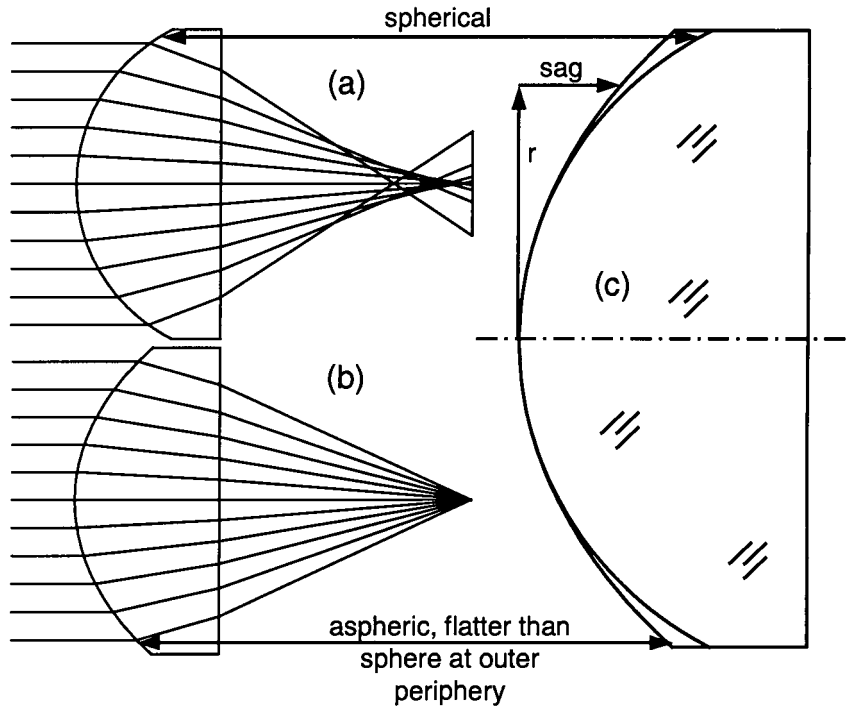 spherical
(a)
sag
r
(c)
(b)
aspheric, flatter than
sphere at outer
periphery